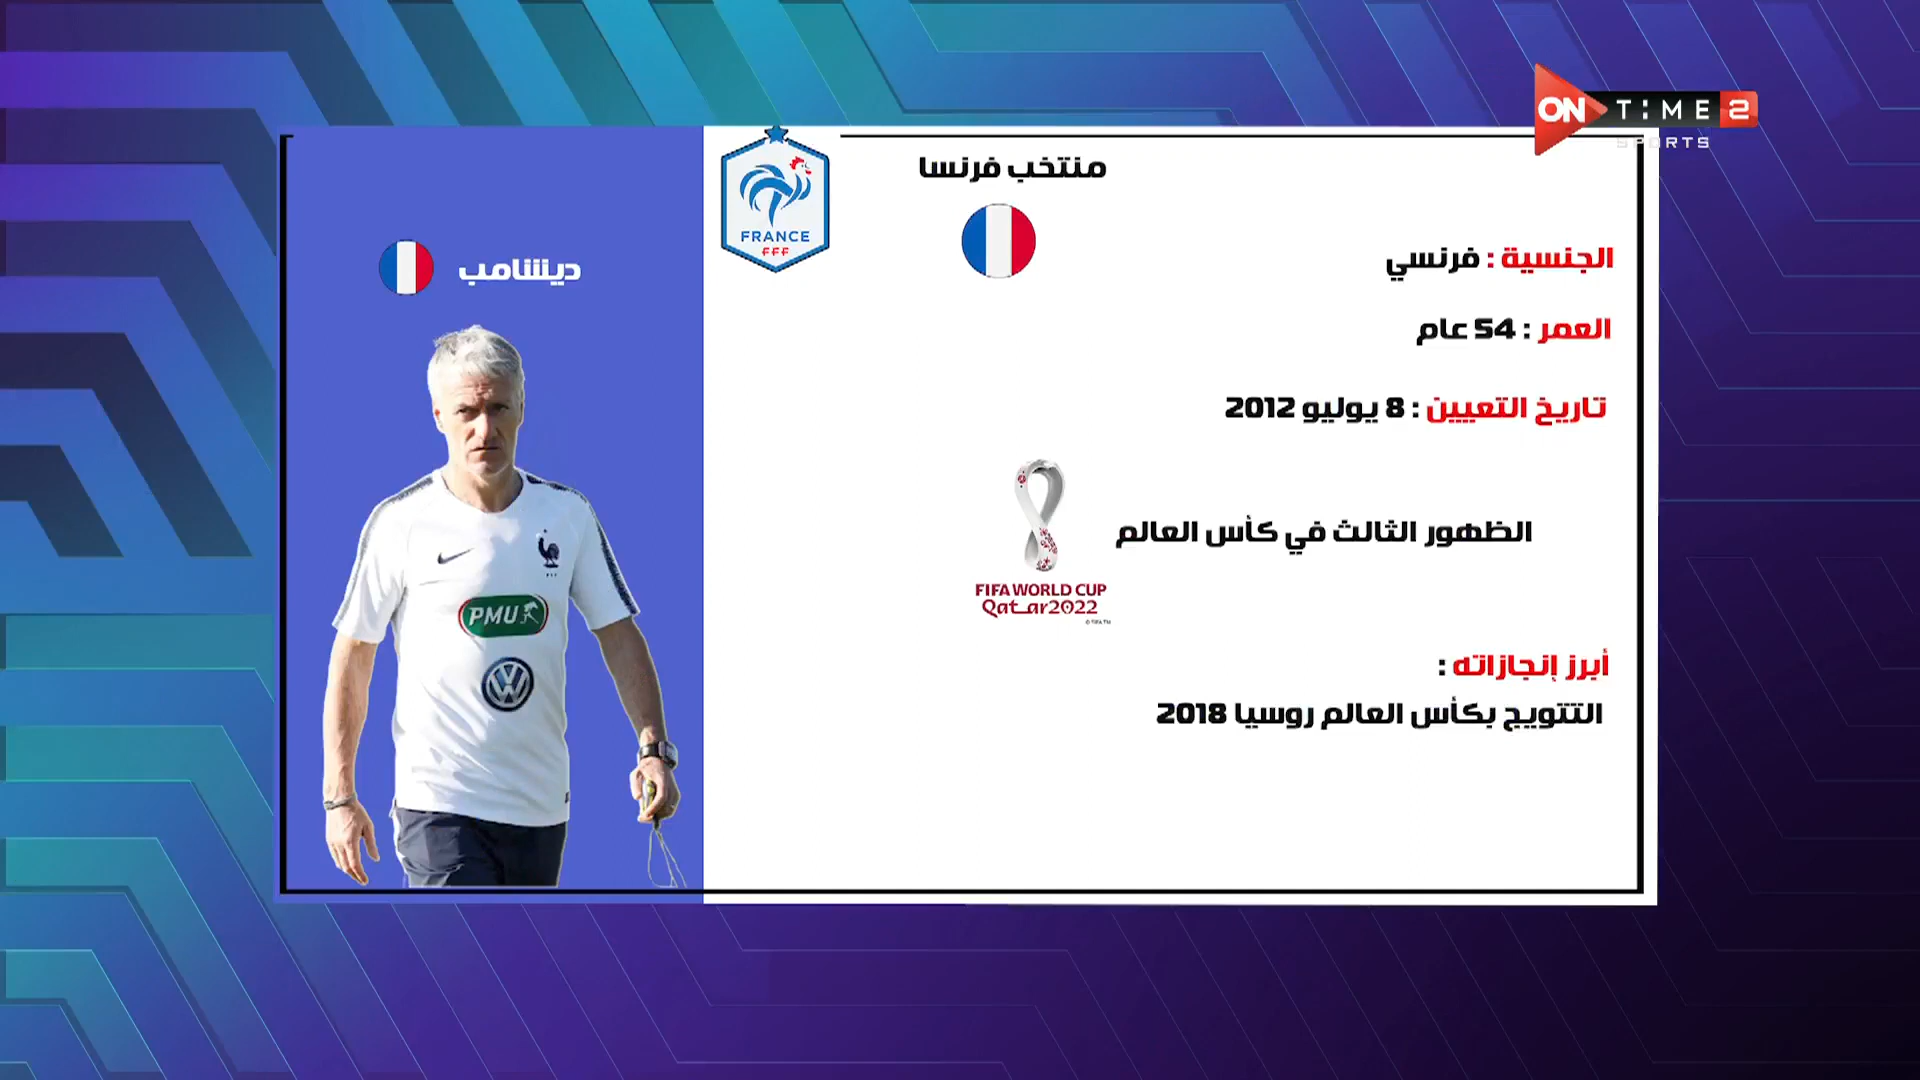 ON TIME 2
SPORTS
منتخب فرنسا
FRANCE
FFF
ديشامب
الجنسية : فرنسي
العمر : 54 عام
تاريخ التعيين : 8 يوليو 2012
الظهور الثالث في كأس العالم
FIFA WORLD CUP
Qatar2022
أبرز إنجازاته :
التتويج بكأس العالم روسيا 2018
PMU